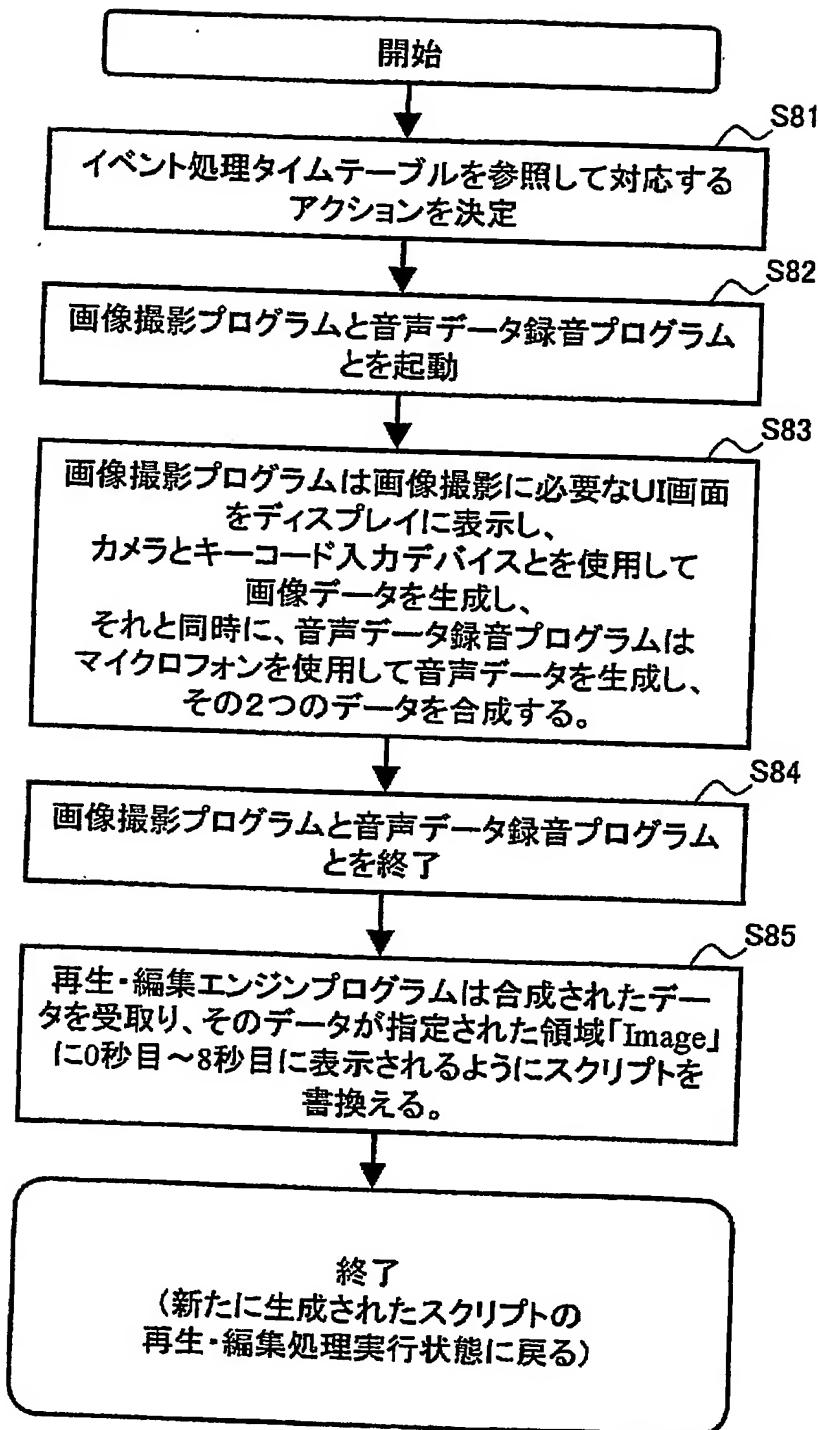 開始
S81
イベント処理タイムテーブルを参照して対応する
アクションを決定
S82
画像撮影プログラムと音声データ録音プログラム
とを起動
S83
画像撮影プログラムは画像撮影に必要なUI画面
をディスプレイに表示し、
カメラとキーコード入力デバイスとを使用して
画像データを生成し、
それと同時に、音声データ録音プログラムは
マイクロフォンを使用して音声データを生成し、
その2つのデータを合成する。
S84
画像撮影プログラムと音声データ録音プログラム
とを終了
S85
再生・編集エンジンプログラムは合成されたデー
タを受取り、そのデータが指定された領域「Image」
に0秒目～8秒目に表示されるようにスクリプトを
書換える。
終了
(新たに生成されたスクリプトの
再生・編集処理実行状態に戻る)